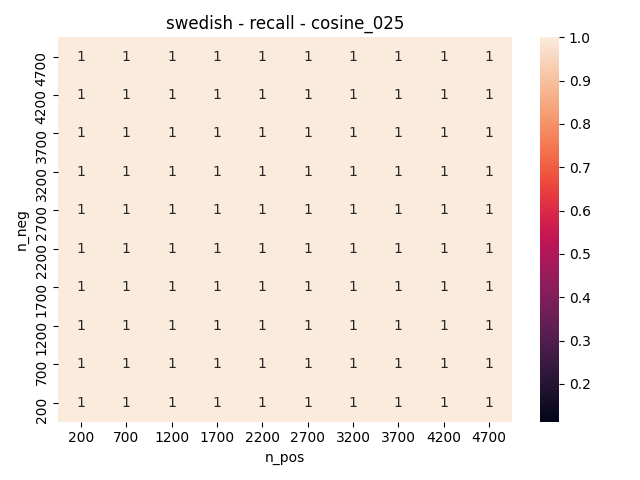 swedish - recall - cosine_025
4700 1 1 1 1 1 1 1 1 1 1
4200 1 1 1 1 1 1 1 1 1 1
3700 1 1 1 1 1 1 1 1 1 1
3200 1 1 1 1 1 1 1 1 1 1
2700 1 1 1 1 1 1 1 1 1 1
2200 1 1 1 1 1 1 1 1 1 1
1700 1 1 1 1 1 1 1 1 1 1
1200 1 1 1 1 1 1 1 1 1 1
700 1 1 1 1 1 1 1 1 1 1
200 1 1 1 1 1 1 1 1 1 1
n_neg
200 700 1200 1700 2200 2700 3200 3700 4200 4700
n_pos
1.0
0.9
0.8
0.7
0.6
0.5
0.4
0.3
0.2